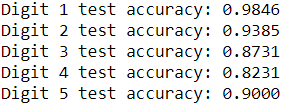 Digit 1 test accuracy: 0.9846
Digit 2 test accuracy: 0.9385
Digit 3 test accuracy: 0.8731
Digit 4 test accuracy: 0.8231
Digit 5 test accuracy: 0.9000